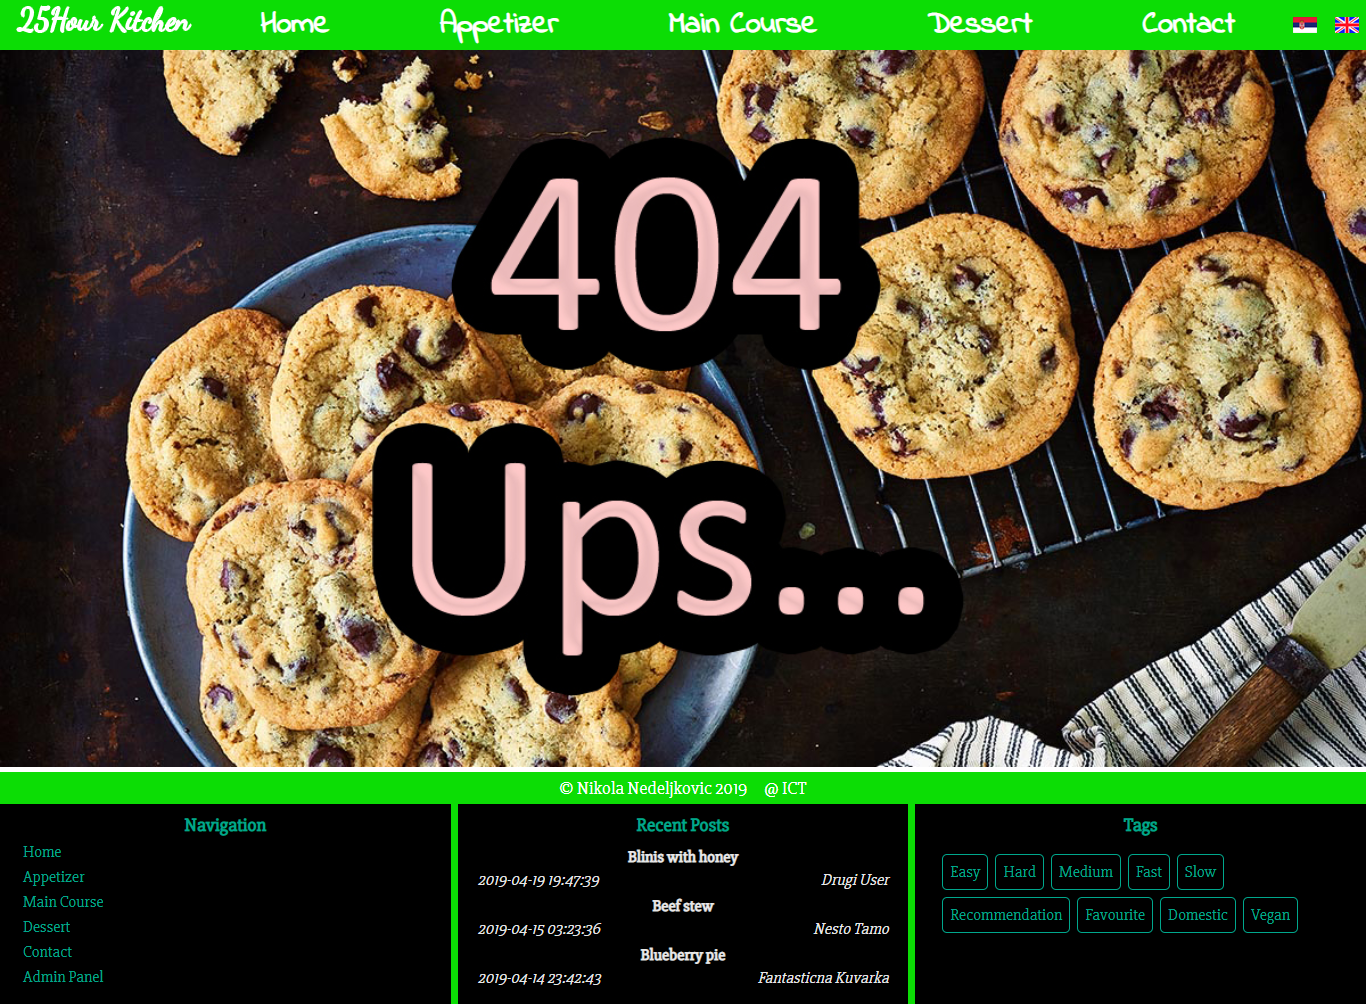 25Hour Kitchen Home Appetizer Main Course Dessert Contact
404
Ups...
© Nikola Nedeljkovic 2019 @ ICT
Navigation
Home
Appetizer
Main Course
Dessert
Contact
Admin Panel
Recent Posts
Blinis with honey
2019-04-19 19:47:39 Drugi User
Beef stew
2019-04-15 03:23:36 Nesto Tamo
Blueberry pie
2019-04-14 23:42:43 Fantasticna Kuvarka
Tags
Easy Hard Medium Fast Slow
Recommendation Favourite Domestic Vegan